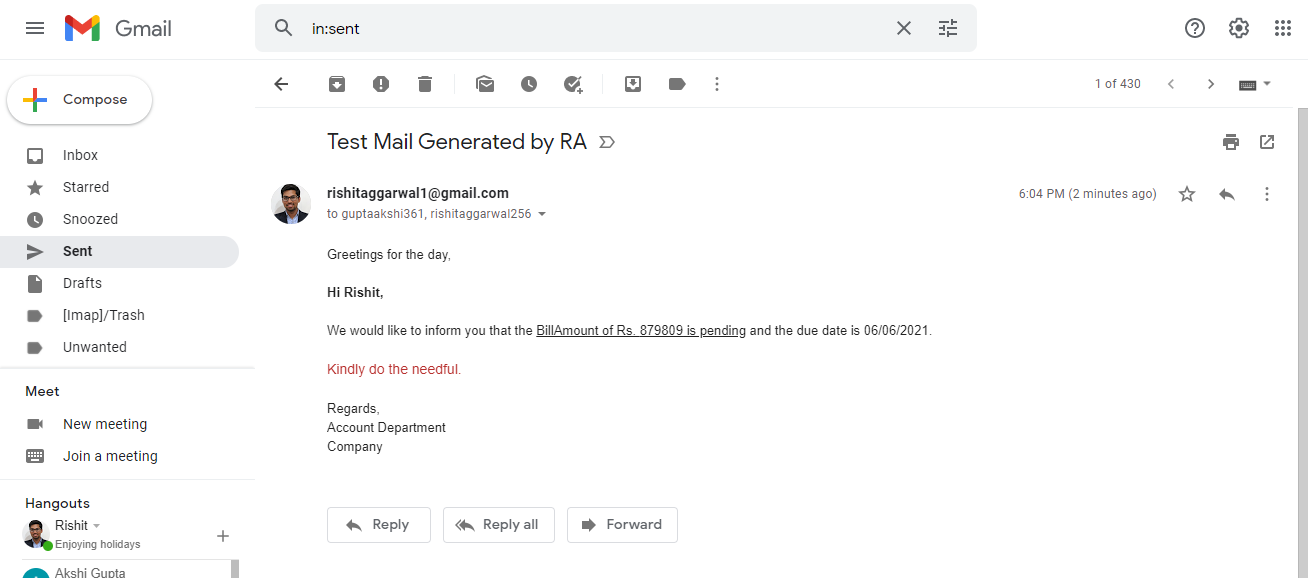 Gmail
in:sent
Compose
1 of 430
Inbox
Starred
Snoozed
Sent
Drafts
[Imap]/Trash
Unwanted
Meet
New meeting
Join a meeting
Hangouts
Rishit
Enjoying holidays
Akshi Gupta
Test Mail Generated by RA
rishitaggarwal1@gmail.com
6:04 PM (2 minutes ago)
to guptaakshi361, rishitaggarwal256
Greetings for the day,
Hi Rishit,
We would like to inform you that the BillAmount of Rs. 879809 is pending and the due date is 06/06/2021.
Kindly do the needful.
Regards,
Account Department
Company
Reply
Reply all
Forward